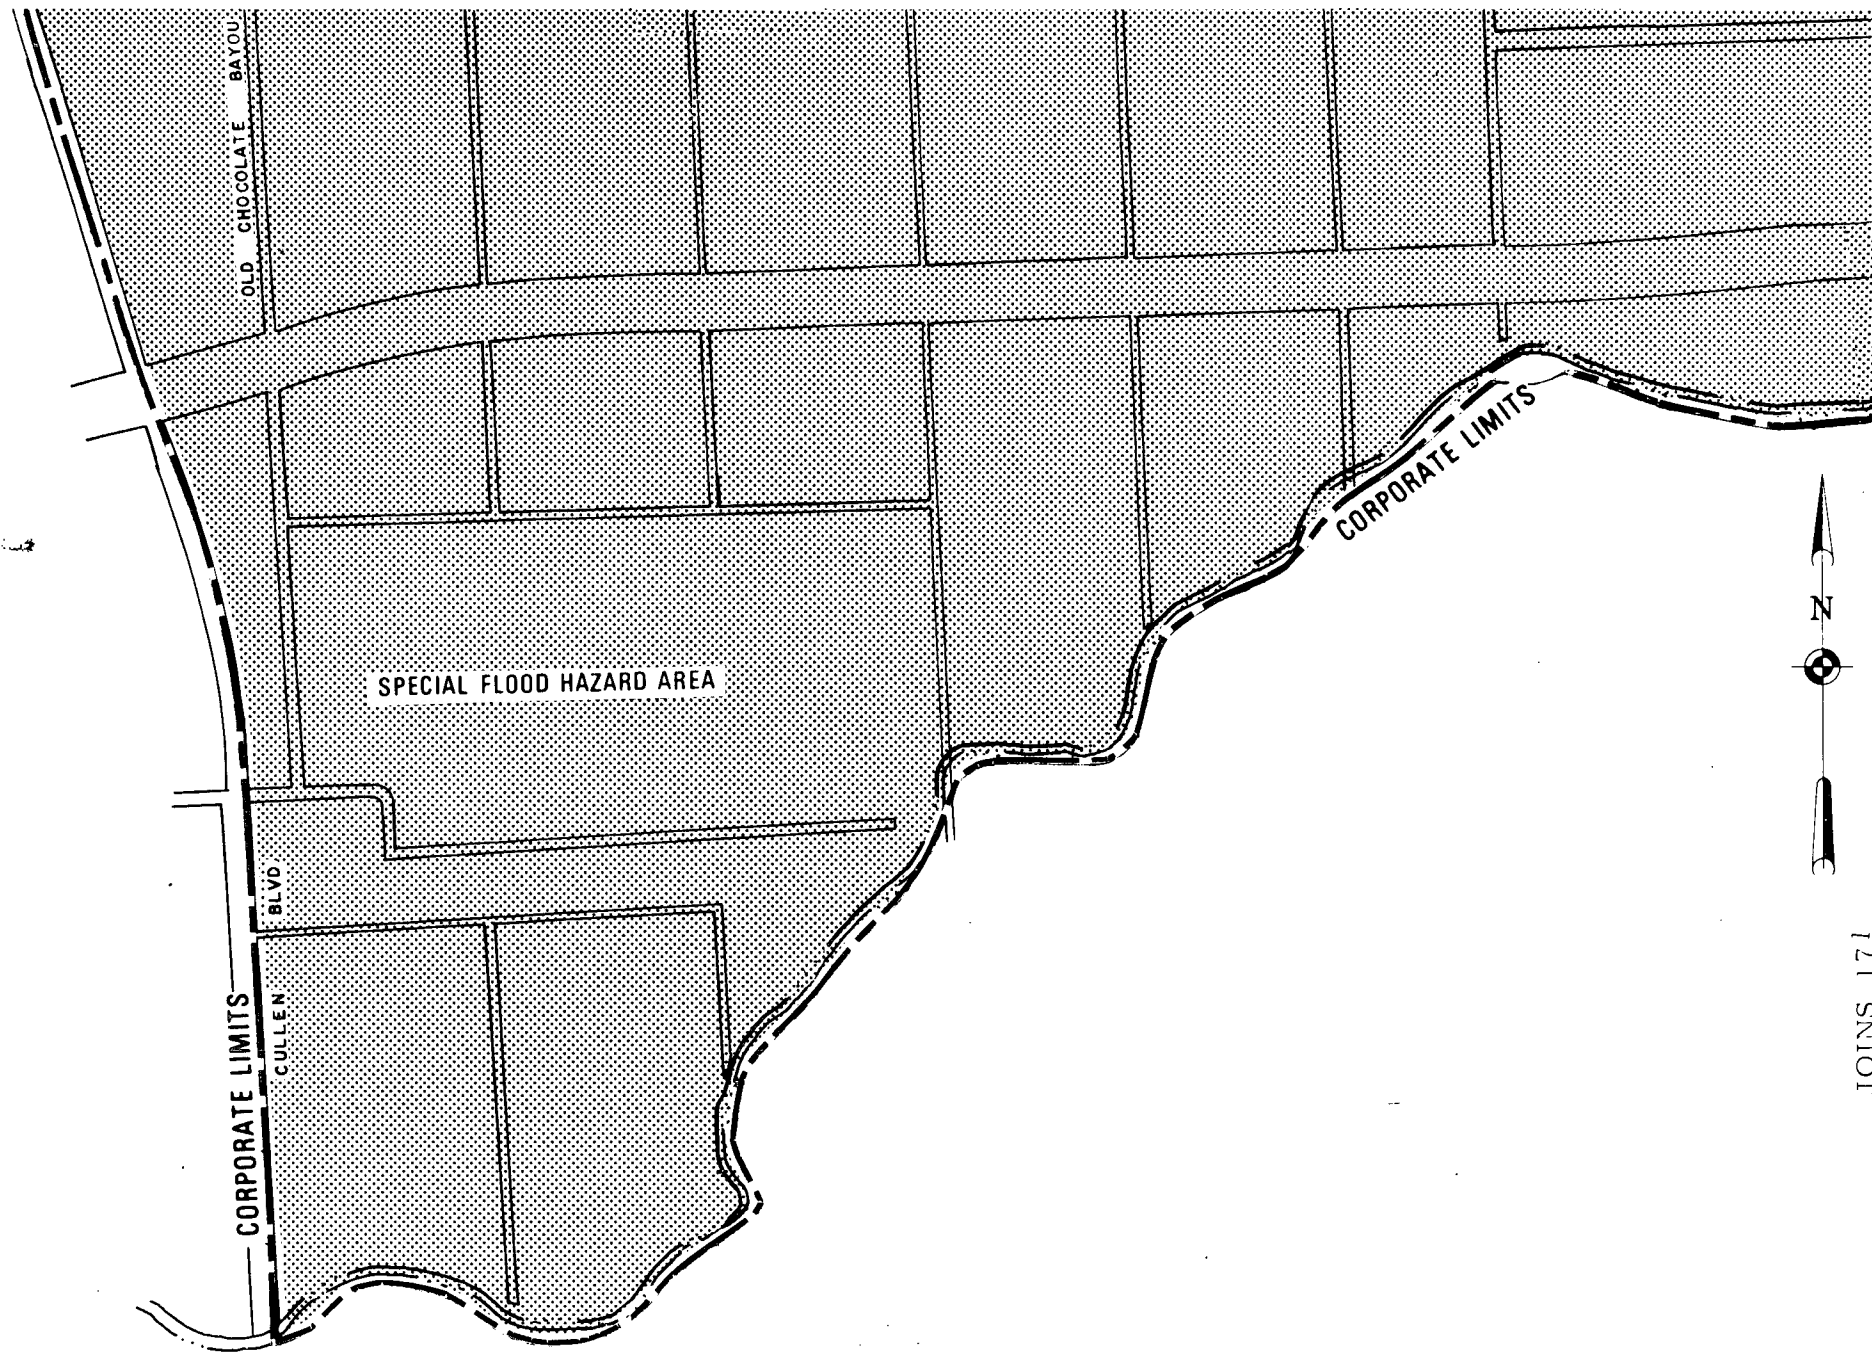 OLD CHOCOLATE BAYOU
CORPORATE LIMITS
N
SPECIAL FLOOD HAZARD AREA
CULLEN BLVD
CORPORATE LIMITS
JOINS 171